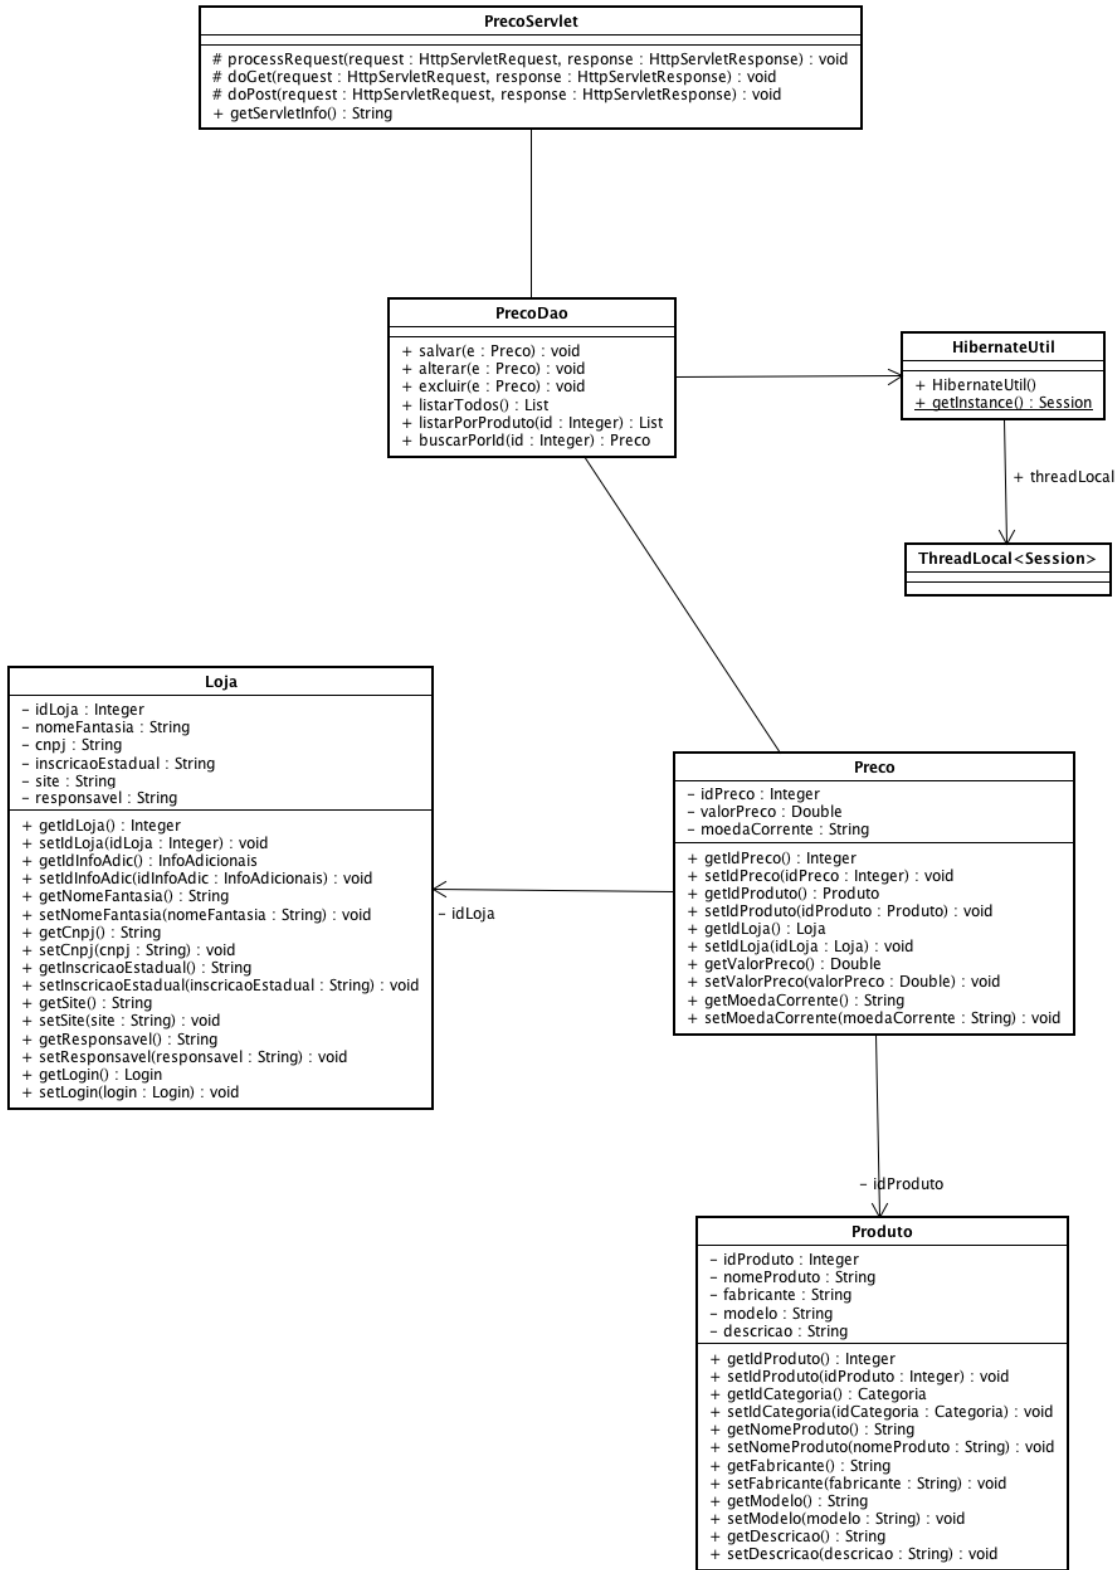 PrecoServlet
# processRequest(request : HttpServletRequest, response : HttpServletResponse) : void
# doGet(request : HttpServletRequest, response : HttpServletResponse) : void
# doPost(request : HttpServletRequest, response : HttpServletResponse) : void
+ getServletInfo() : String
PrecoDao
+ salvar(e : Preco) : void
+ alterar(e : Preco) : void
+ excluir(e : Preco) : void
+ listarTodos() : List
+ listarPorProduto(id : Integer) : List
+ buscarPorId(id : Integer) : Preco
HibernateUtil
+ HibernateUtil()
+ getInstance() : Session
+ threadLocal
ThreadLocal<Session>
Loja
- idLoja : Integer
- nomeFantasia : String
- cnpj : String
- inscricaoEstadual : String
- site : String
- responsavel : String
+ getIdLoja() : Integer
+ setIdLoja(idLoja : Integer) : void
+ getIdInfoAdic() : InfoAdicionais
+ setIdInfoAdic(idInfoAdic : InfoAdicionais) : void
+ getNomeFantasia() : String
+ setNomeFantasia(nomeFantasia : String) : void
+ getCnpj() : String
+ setCnpj(cnpj : String) : void
+ getInscricaoEstadual() : String
+ setInscricaoEstadual(inscricaoEstadual : String) : void
+ getSite() : String
+ setSite(site : String) : void
+ getResponsavel() : String
+ setResponsavel(responsavel : String) : void
+ getLogin() : Login
+ setLogin(login : Login) : void
- idLoja
Preco
- idPreco : Integer
- valorPreco : Double
- moedaCorrente : String
+ getIdPreco() : Integer
+ setIdPreco(idPreco : Integer) : void
+ getIdProduto() : Produto
+ setIdProduto(idProduto : Produto) : void
+ getIdLoja() : Loja
+ setIdLoja(idLoja : Loja) : void
+ getValorPreco() : Double
+ setValorPreco(valorPreco : Double) : void
+ getMoedaCorrente() : String
+ setMoedaCorrente(moedaCorrente : String) : void
- idProduto
Produto
- idProduto : Integer
- nomeProduto : String
- fabricante : String
- modelo : String
- descricao : String
+ getIdProduto() : Integer
+ setIdProduto(idProduto : Integer) : void
+ getIdCategoria() : Categoria
+ setIdCategoria(idCategoria : Categoria) : void
+ getNomeProduto() : String
+ setNomeProduto(nomeProduto : String) : void
+ getFabricante() : String
+ setFabricante(fabricante : String) : void
+ getModelo() : String
+ setModelo(modelo : String) : void
+ getDescricao() : String
+ setDescricao(descricao : String) : void